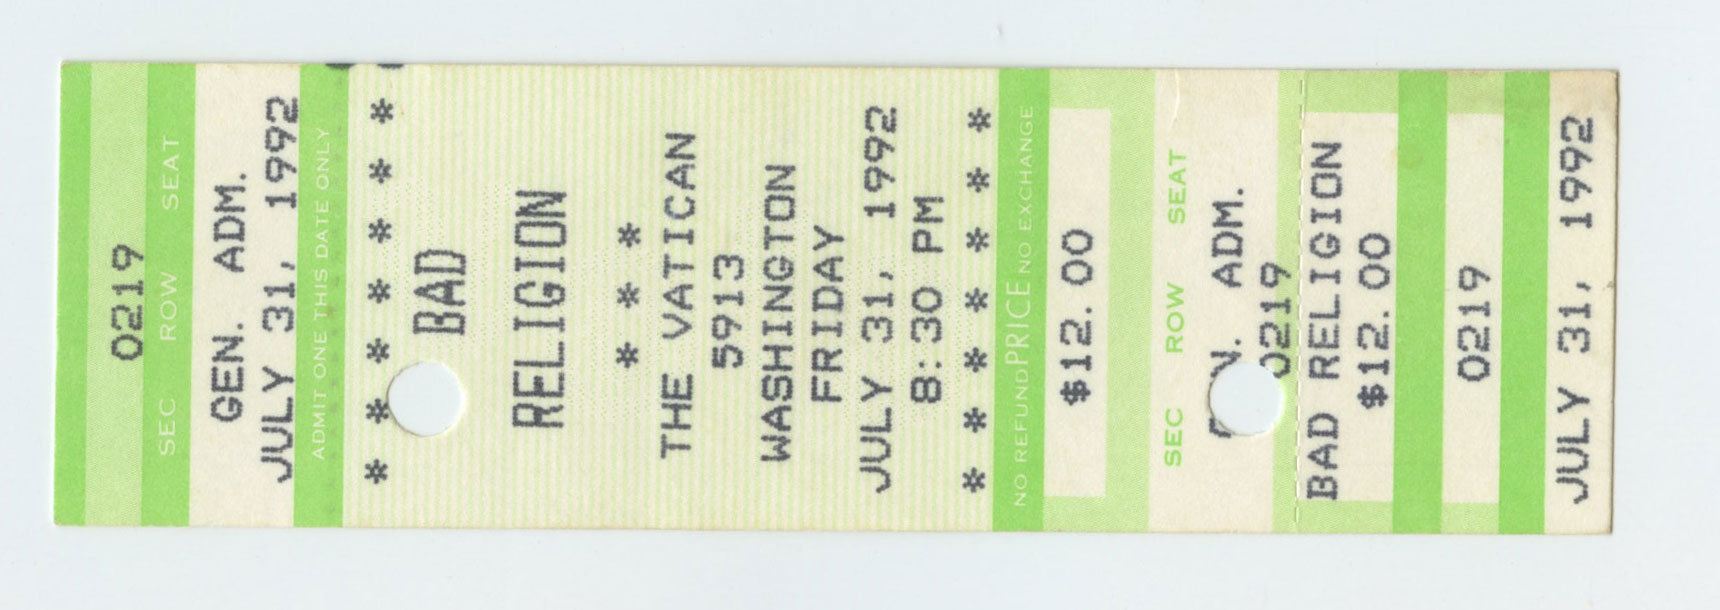 0219
SEC ROW SEAT
GEN. ADM.
JULY 31, 1992
ADMIT ONE THIS DATE ONLY
* * * * * * *
BAD
RELIGION
* * *
THE VATICAN
5913
WASHINGTON
FRIDAY
JULY 31, 1992
8:30 PM
* * * * * * *
NO REFUND PRICE NO EXCHANGE
$12.00
SEC ROW SEAT
ADM.
0219
BAD RELIGION
$12.00
0219
JULY 31, 1992